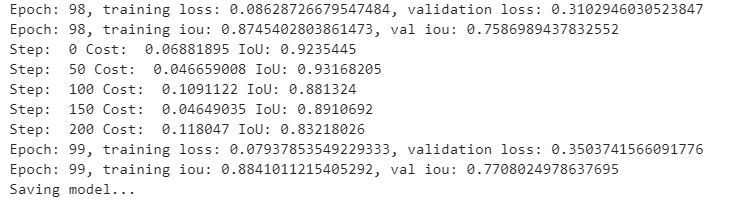 Epoch: 98, training loss: 0.08628726679547484, validation loss: 0.3102946030523847
Epoch: 98, training iou: 0.8745402803861473, val iou: 0.7586989437832552
Step:  0 Cost:  0.06881895 IoU: 0.9235445
Step:  50 Cost:  0.046659008 IoU: 0.93168205
Step:  100 Cost:  0.1091122 IoU: 0.881324
Step:  150 Cost:  0.04649035 IoU: 0.8910692
Step:  200 Cost:  0.118047 IoU: 0.83218026
Epoch: 99, training loss: 0.07937853549229333, validation loss: 0.3503741566091776
Epoch: 99, training iou: 0.8841011215405292, val iou: 0.7708024978637695
Saving model...